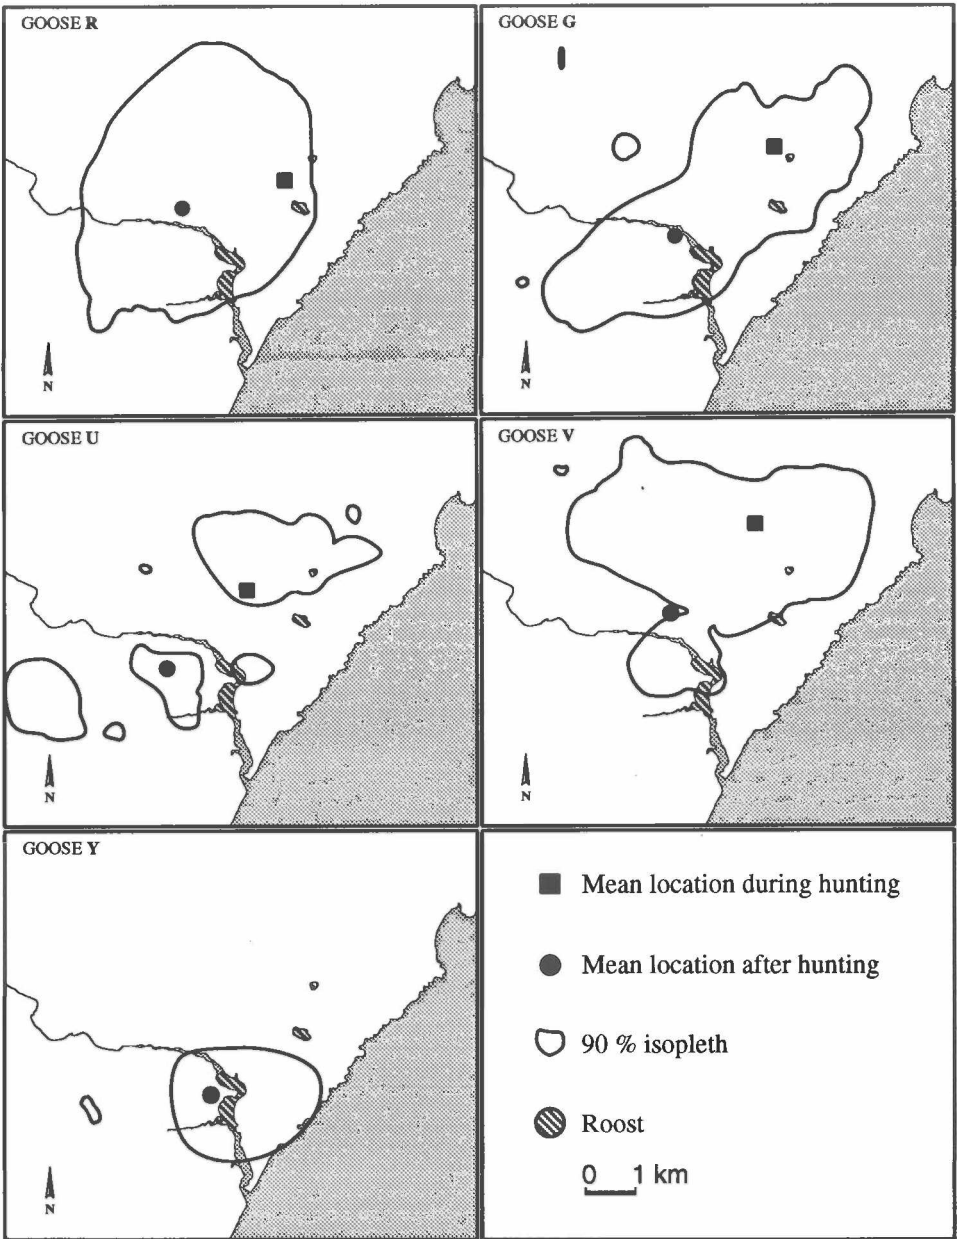 GOOSE R
N
GOOSE G
N
GOOSE U
N
GOOSE V
N
GOOSE Y
N
Mean location during hunting
Mean location after hunting
90 % isopleth
Roost
0 1 km